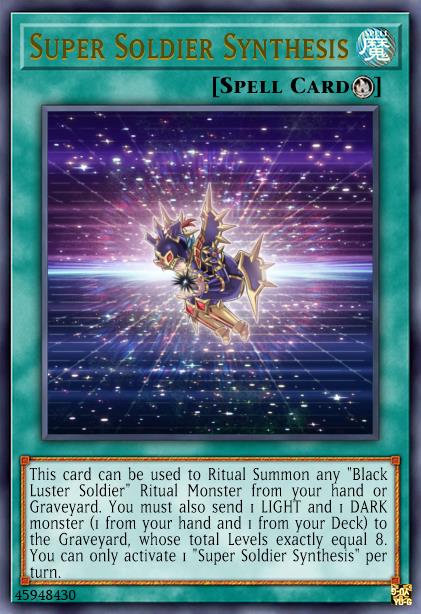 Super Soldier Synthesis
SPELL
魔
[Spell Card]
This card can be used to Ritual Summon any "Black
Luster Soldier" Ritual Monster from your hand or
Graveyard. You must also send 1 LIGHT and 1 DARK
monster (1 from your hand and 1 from your Deck) to
the Graveyard, whose total Levels exactly equal 8.
You can only activate 1 "Super Soldier Synthesis" per
turn.
45948430